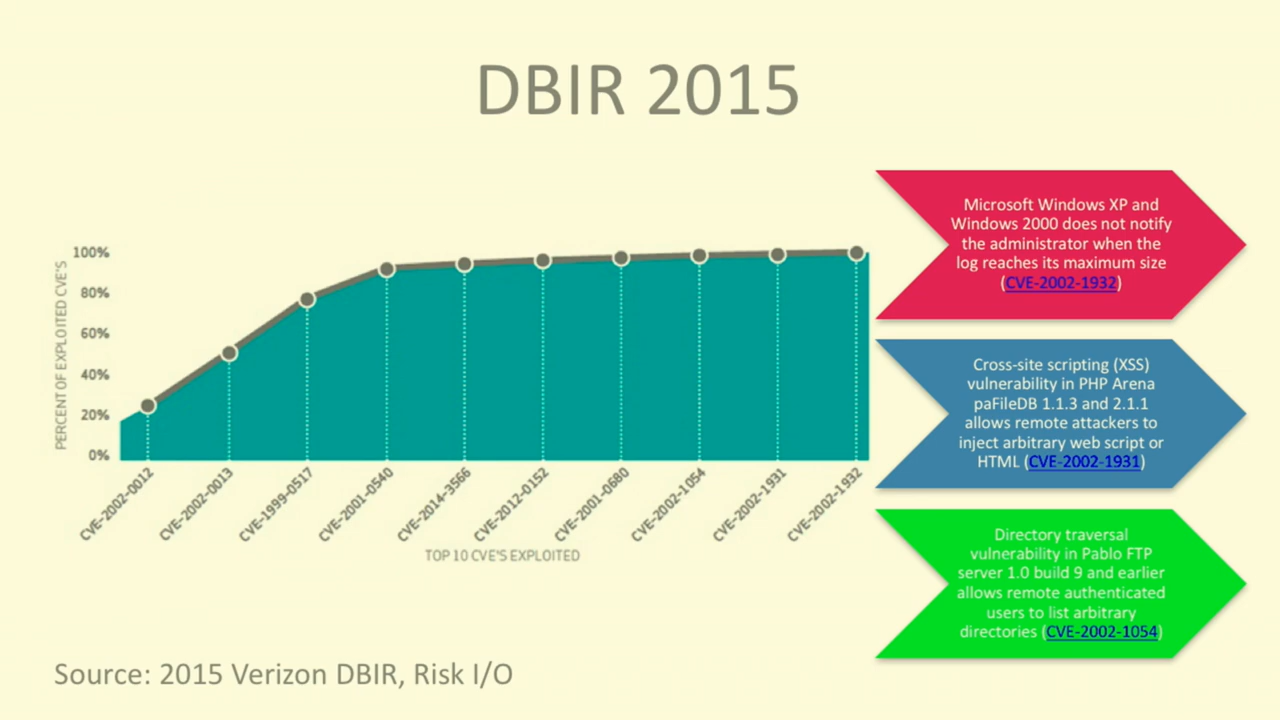 DBIR 2015
PERCENT OF EXPLOITED CVE'S
100%
80%
60%
40%
20%
0%
CVE-2002-0012
CVE-2002-0013
CVE-1999-0517
CVE-2001-0540
CVE-2014-3566
CVE-2012-0152
CVE-2001-0680
CVE-2002-1054
CVE-2002-1931
CVE-2002-1932
TOP 10 CVE'S EXPLOITED
Microsoft Windows XP and
Windows 2000 does not notify
the administrator when the
log reaches its maximum size
(CVE-2002-1932)
Cross-site scripting (XSS)
vulnerability in PHP Arena
paFileDB 1.1.3 and 2.1.1
allows remote attackers to
inject arbitrary web script or
HTML (CVE-2002-1931)
Directory traversal
vulnerability in Pablo FTP
server 1.0 build 9 and earlier
allows remote authenticated
users to list arbitrary
directories (CVE-2002-1054)
Source: 2015 Verizon DBIR, Risk I/O